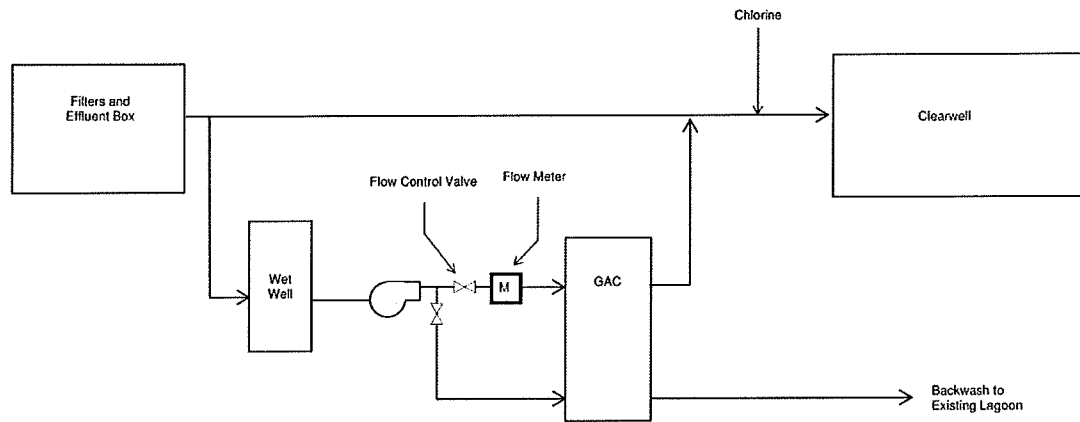 Chlorine
Filters and
Effluent Box
Clearwell
Flow Control Valve
Flow Meter
Wet
Well
M
GAC
Backwash to
Existing Lagoon